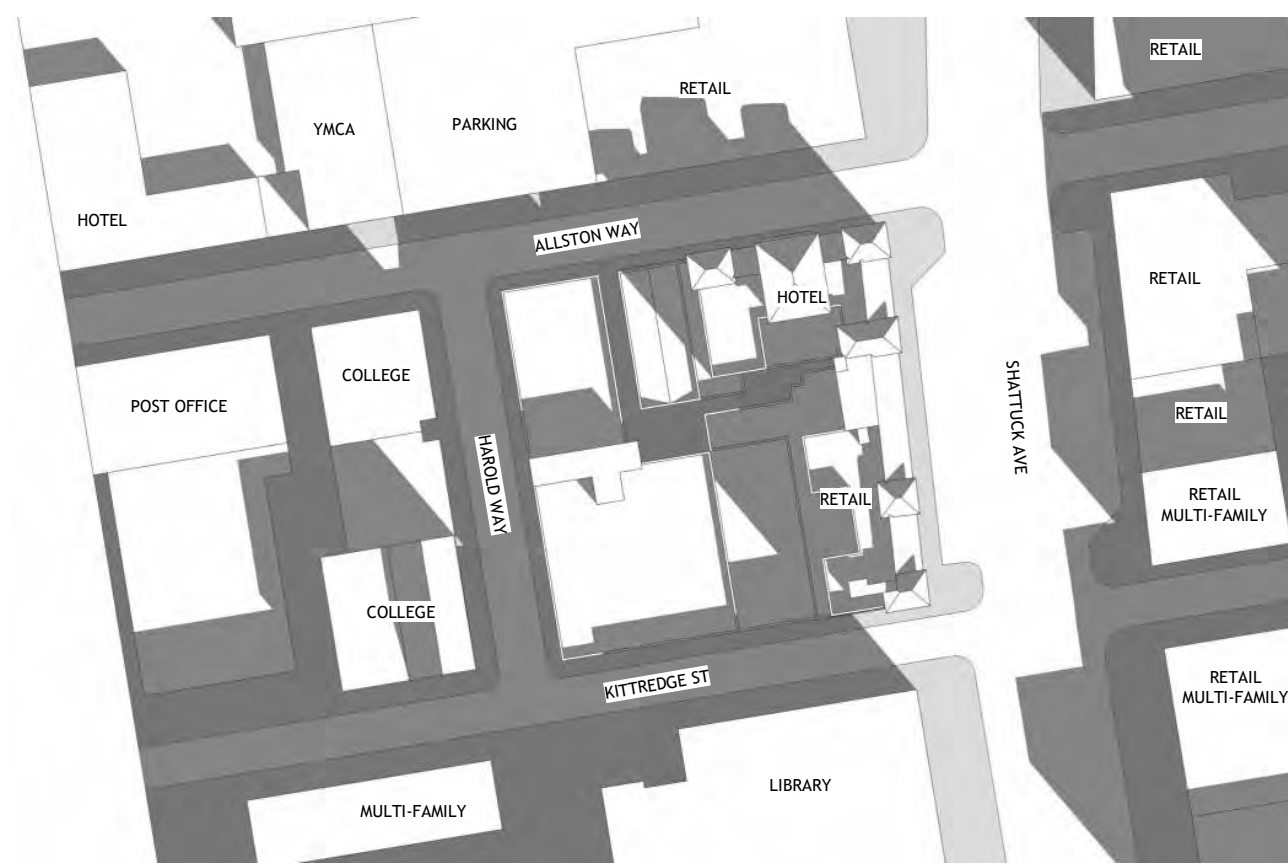 RETAIL
RETAIL
YMCA
PARKING
HOTEL
ALLSTON WAY
RETAIL
HOTEL
COLLEGE
SHATTUCK AVE
POST OFFICE
RETAIL
HAROLD WAY
RETAIL
RETAIL
MULTI-FAMILY
COLLEGE
KITTREDGE ST
RETAIL
MULTI-FAMILY
LIBRARY
MULTI-FAMILY